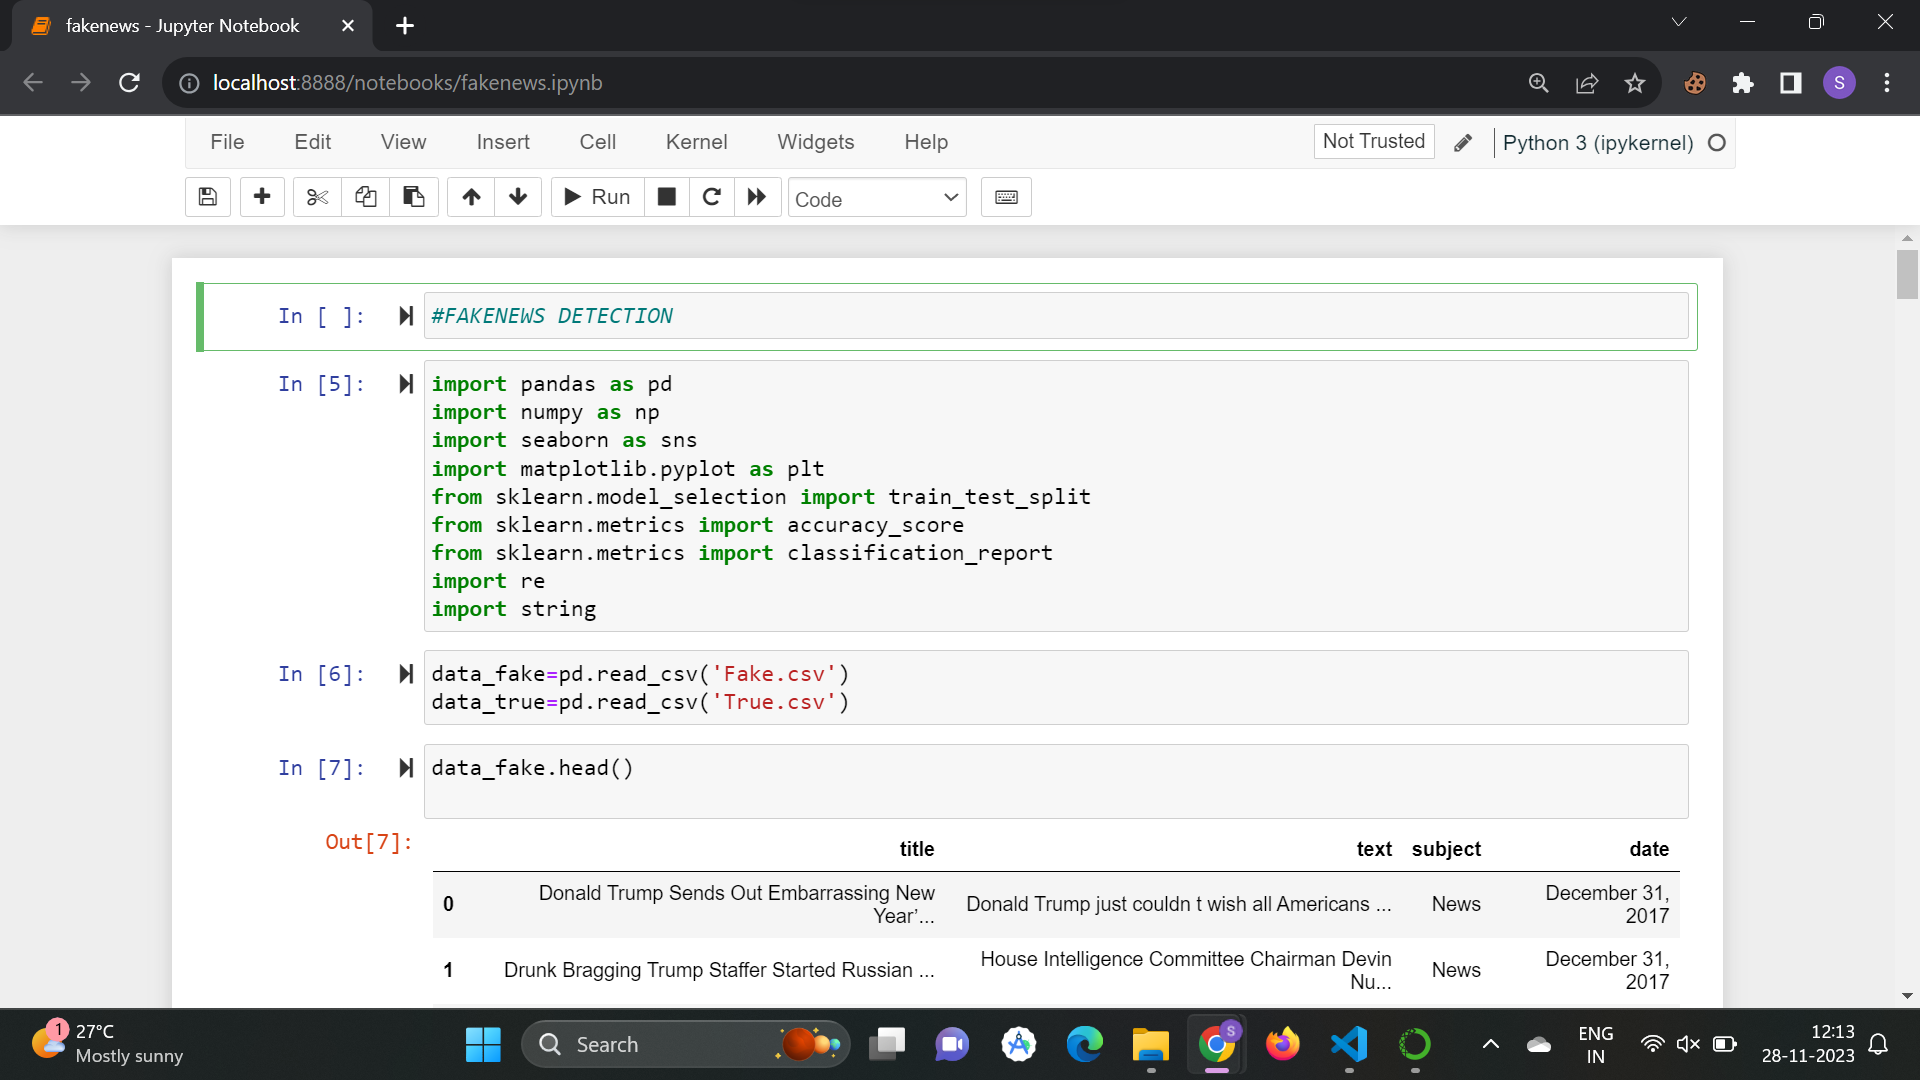 fakenews - Jupyter Notebook
localhost:8888/notebooks/fakenews.ipynb
S
File Edit View Insert Cell Kernel Widgets Help
Not Trusted
Python 3 (ipykernel)
Run
Code
In [ ]: #FAKENEWS DETECTION
In [5]: import pandas as pd
import numpy as np
import seaborn as sns
import matplotlib.pyplot as plt
from sklearn.model_selection import train_test_split
from sklearn.metrics import accuracy_score
from sklearn.metrics import classification_report
import re
import string
In [6]: data_fake=pd.read_csv('Fake.csv')
data_true=pd.read_csv('True.csv')
In [7]: data_fake.head()
Out[7]:
title text subject date
0 Donald Trump Sends Out Embarrassing New Year’... Donald Trump just couldn t wish all Americans ... News December 31, 2017
1 Drunk Bragging Trump Staffer Started Russian ... House Intelligence Committee Chairman Devin Nu... News December 31, 2017
1
27°C
Mostly sunny
Search
S
ENG
IN
12:13
28-11-2023